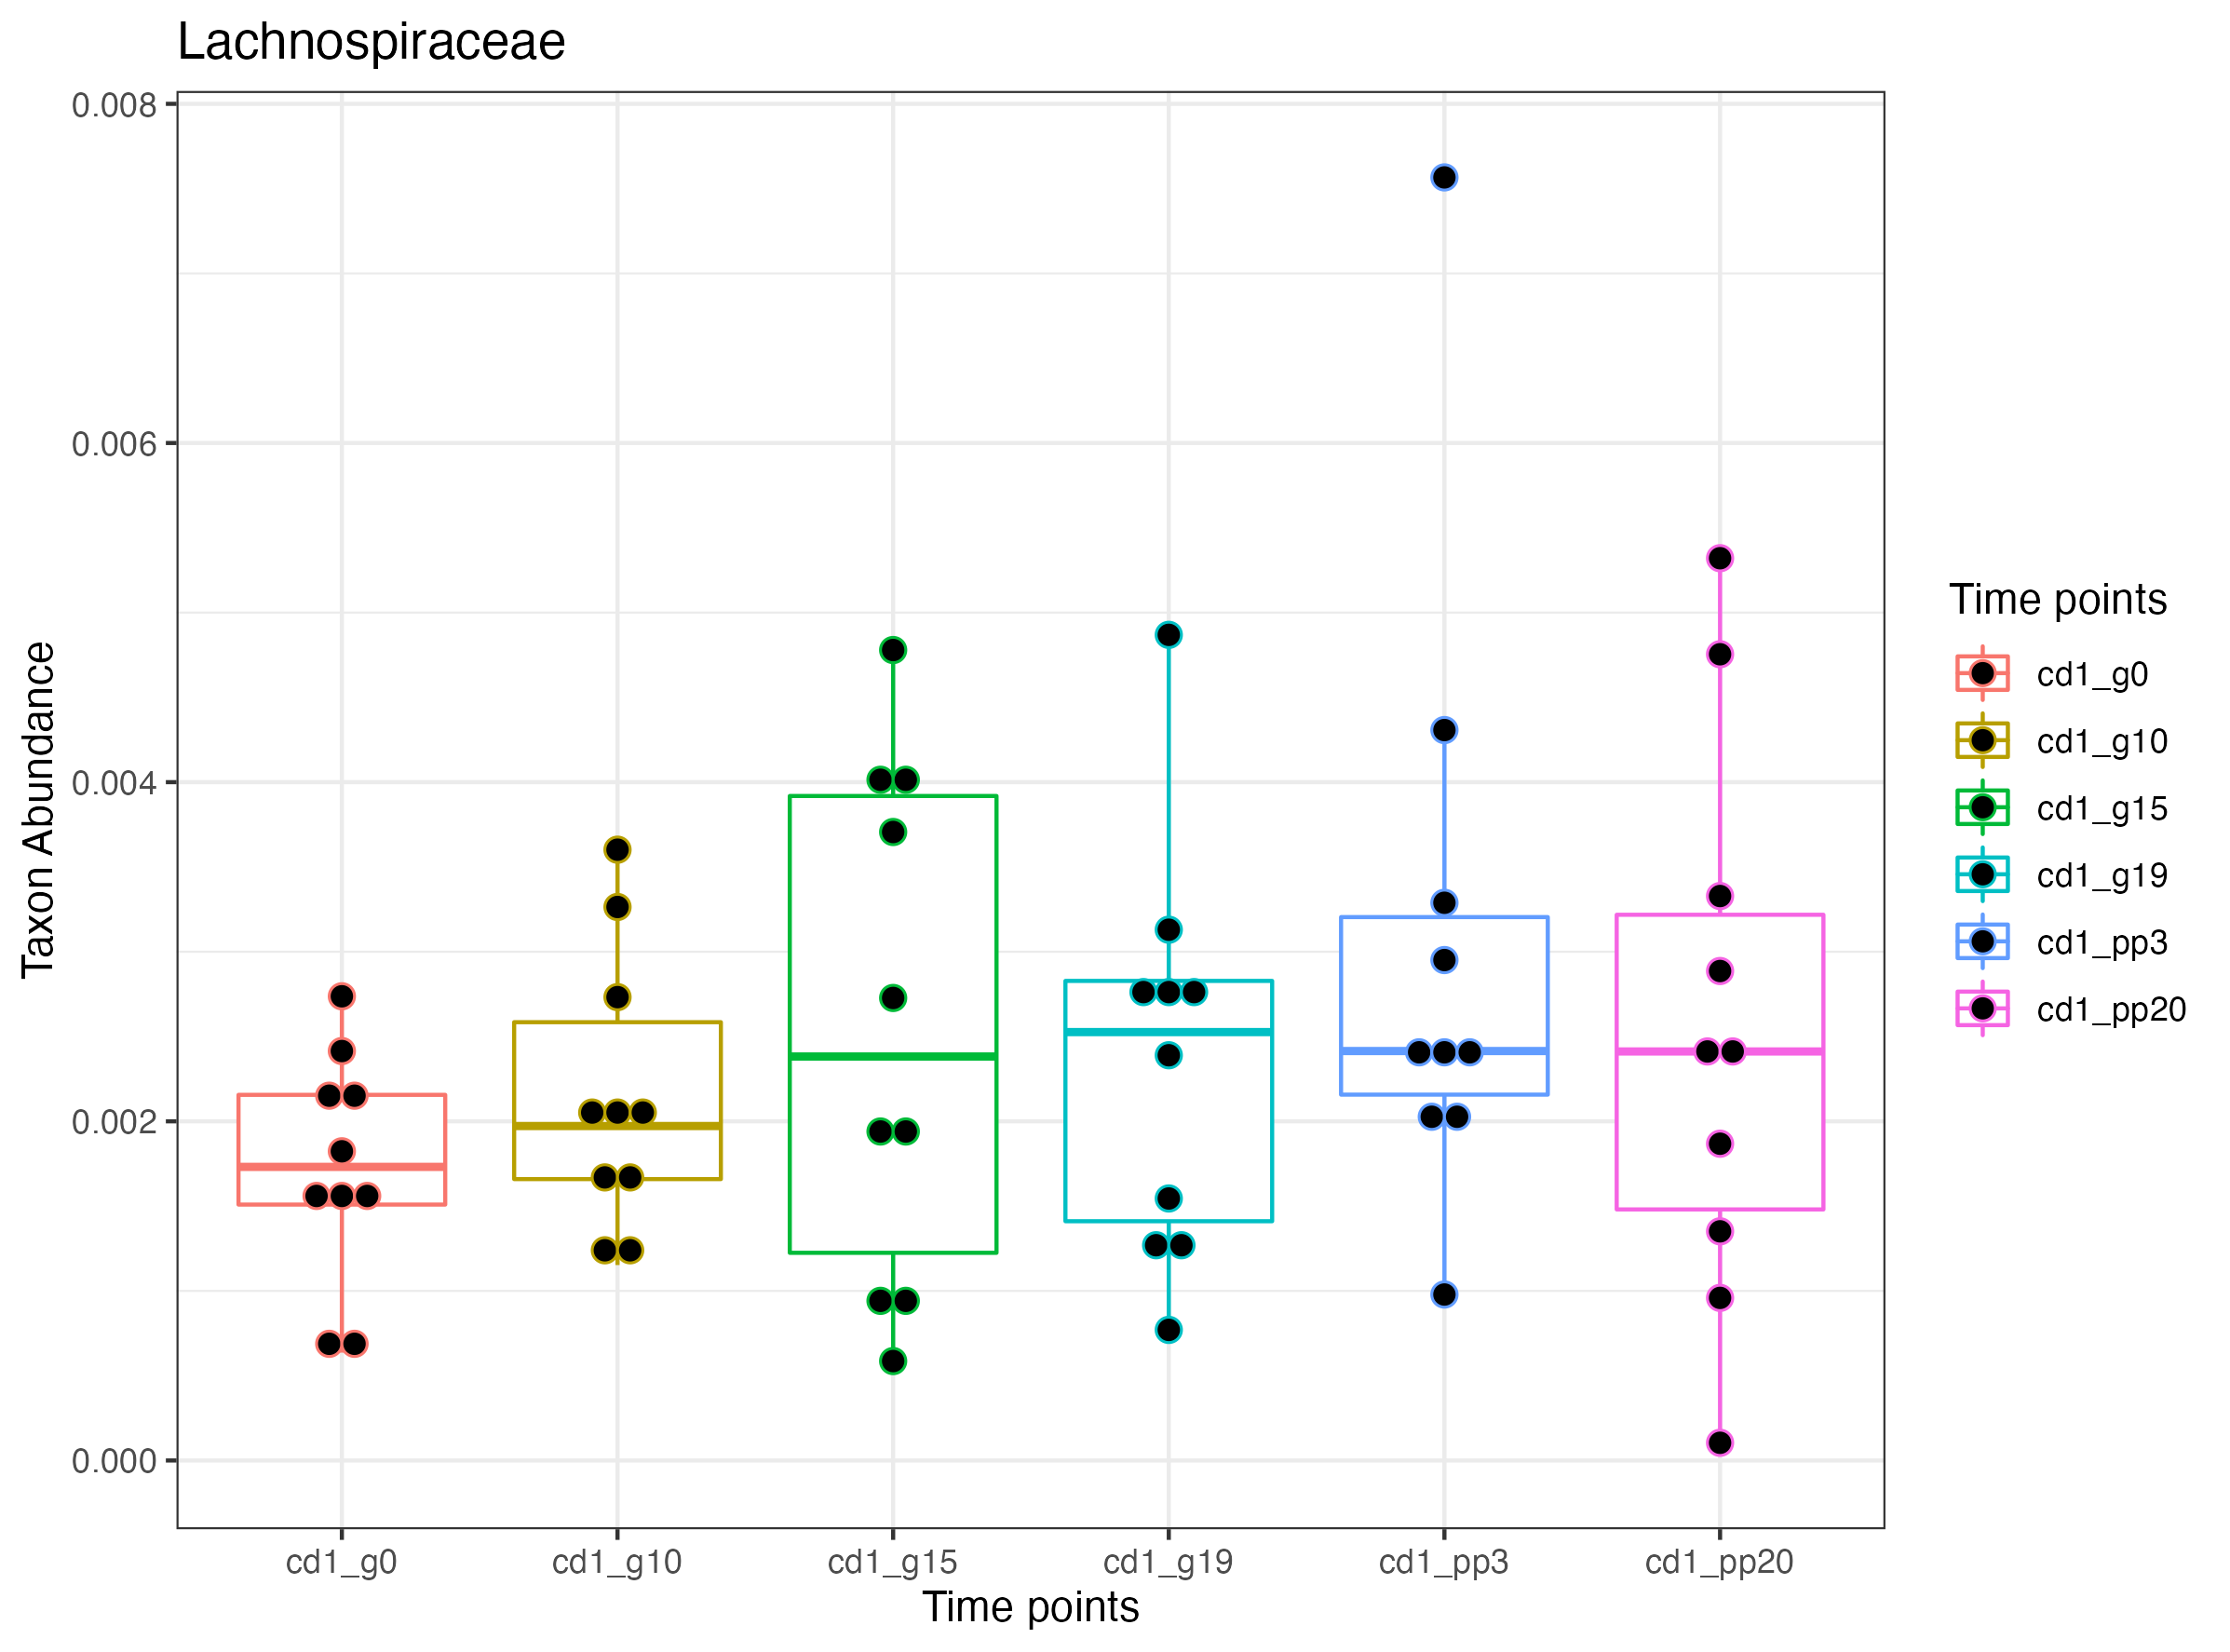 Lachnospiraceae
0.008
0.006
0.004
0.002
0.000
Taxon Abundance
cd1_g0 cd1_g10 cd1_g15 cd1_g19 cd1_pp3 cd1_pp20
Time points
Time points
cd1_g0
cd1_g10
cd1_g15
cd1_g19
cd1_pp3
cd1_pp20